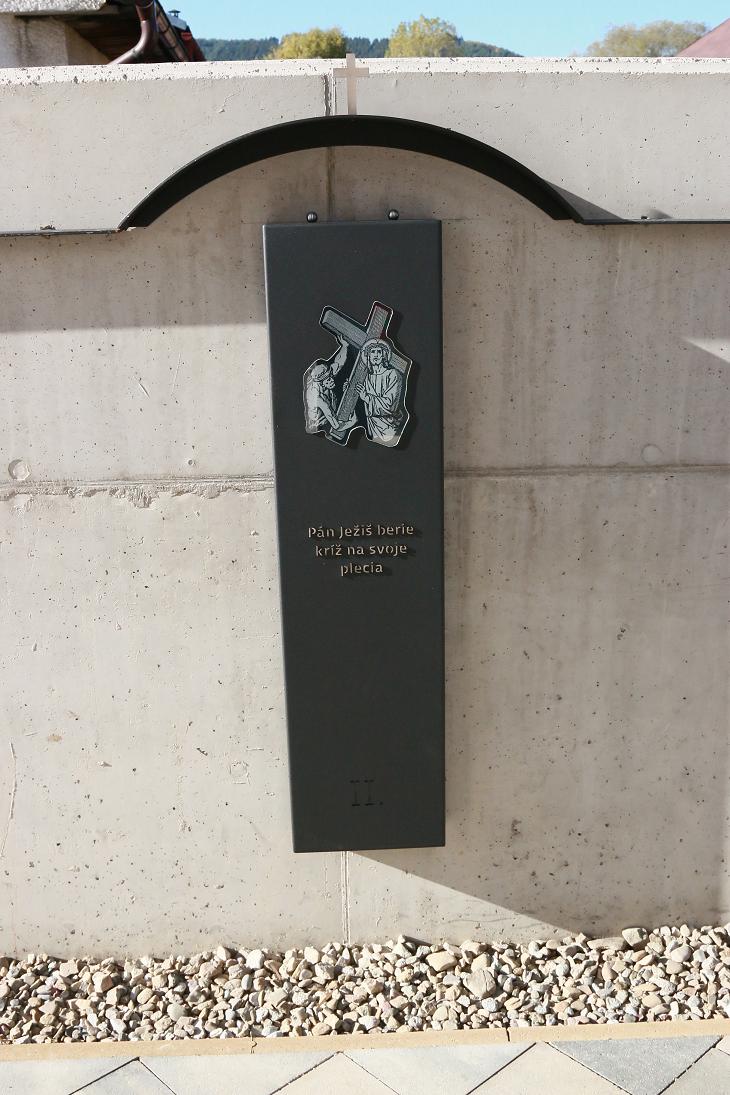 Pán Ježiš berie
kríž na svoje
plecia
II.